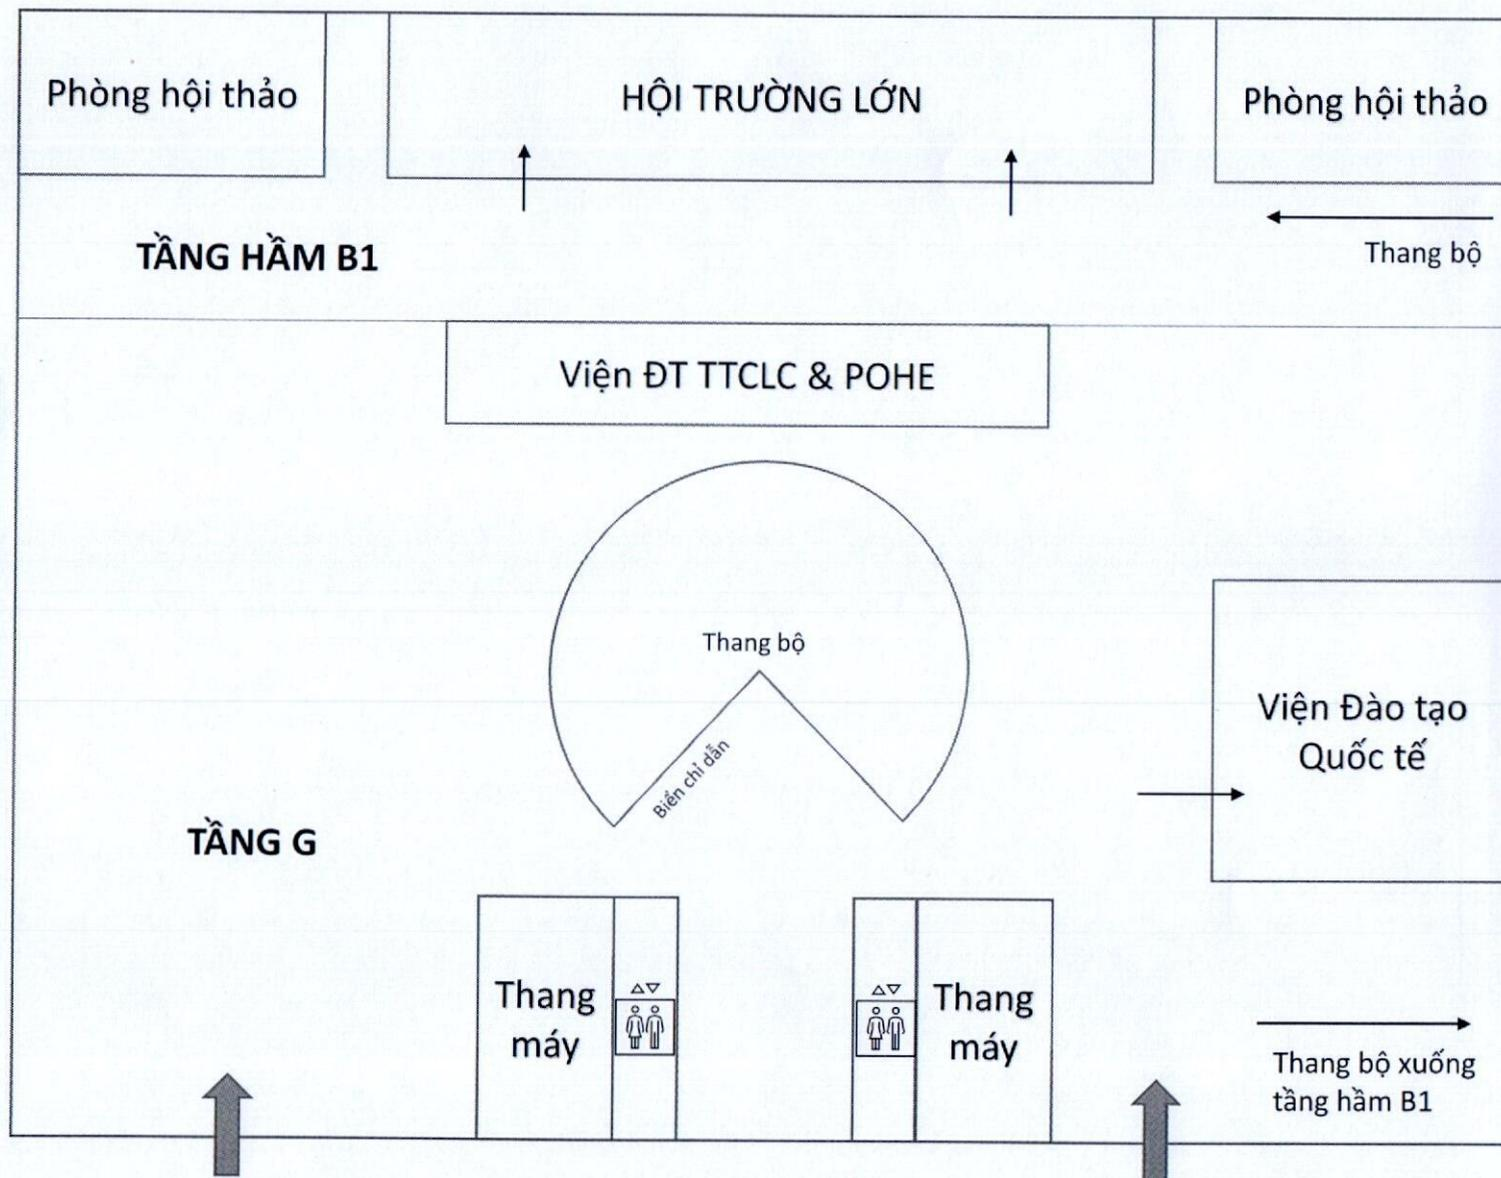 Phòng hội thảo
HỘI TRƯỜNG LỚN
Phòng hội thảo
TẦNG HẦM B1
Thang bộ
Viện ĐT TTCLC & POHE
Thang bộ
Biển chỉ dẫn
Viện Đào tạo
Quốc tế
TẦNG G
Thang
máy
Thang
máy
Thang bộ xuống
tầng hầm B1